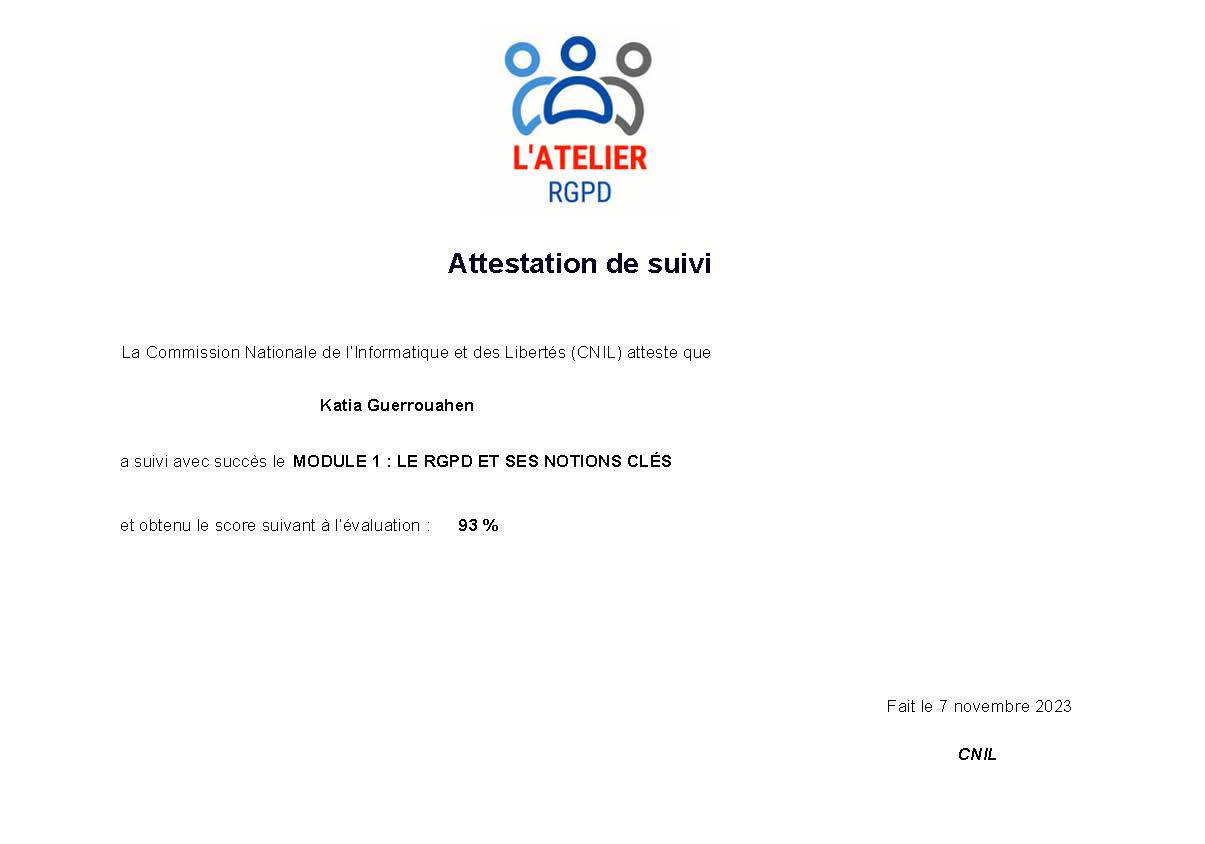 L'ATELIER
RGPD
Attestation de suivi
La Commission Nationale de l'Informatique et des Libertés (CNIL) atteste que
Katia Guerrouahen
a suivi avec succès le MODULE 1 : LE RGPD ET SES NOTIONS CLÉS
et obtenu le score suivant à l'évaluation : 93 %
Fait le 7 novembre 2023
CNIL